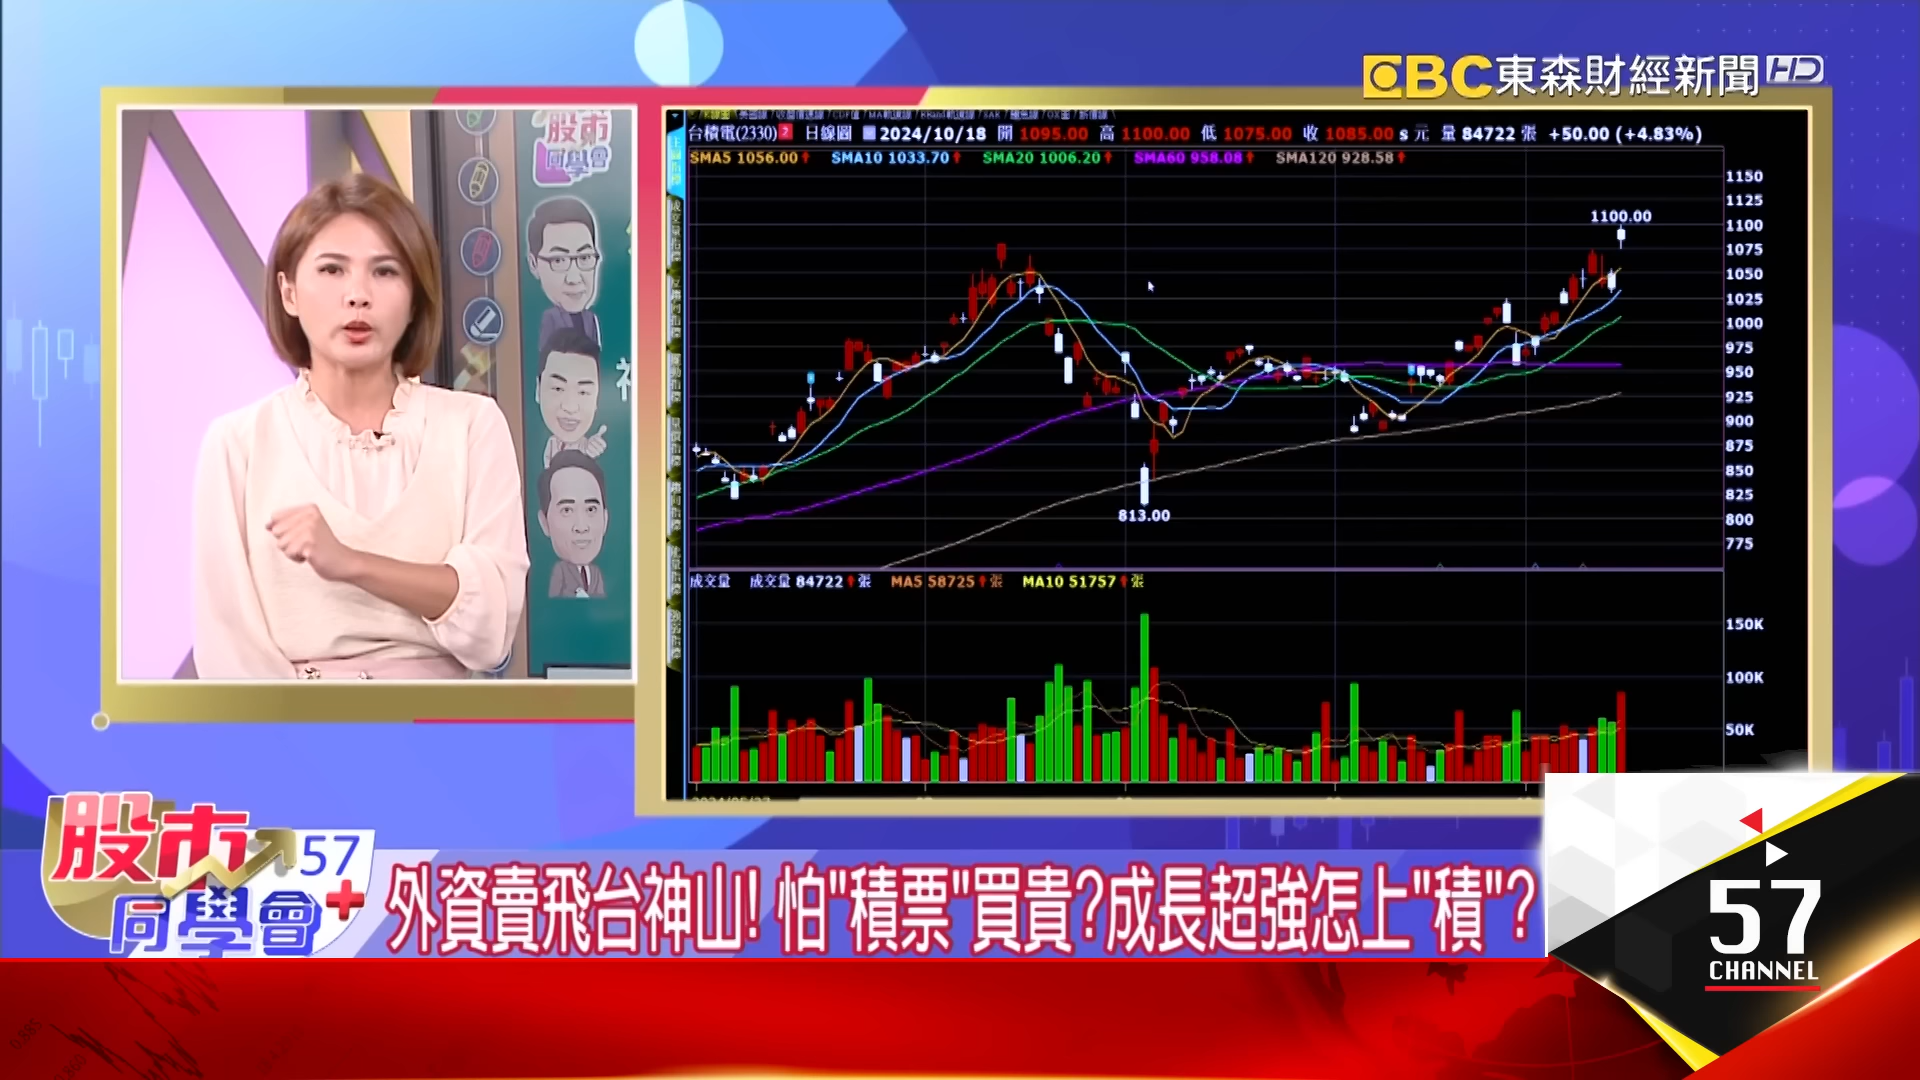 EBC東森財經新聞HD
股市
同學會
台積電(2330) 2 日線圖 2024/10/18 開 1095.00 高 1100.00 低 1075.00 收 1085.00 s 元 量 84722 張 +50.00 (+4.83%)
SMA5 1056.00 SMA10 1033.70 SMA20 1006.20 SMA60 958.08 SMA120 928.58
1150
1125
1100
1075
1050
1025
1000
975
950
925
900
875
850
825
800
775
1100.00
813.00
成交量 成交量 84722 張 MA5 58725 張 MA10 51757 張
150K
100K
50K
股市 57
同學會+
外資賣飛台神山! 怕"積票"買貴?成長超強怎上"積"?
57
CHANNEL